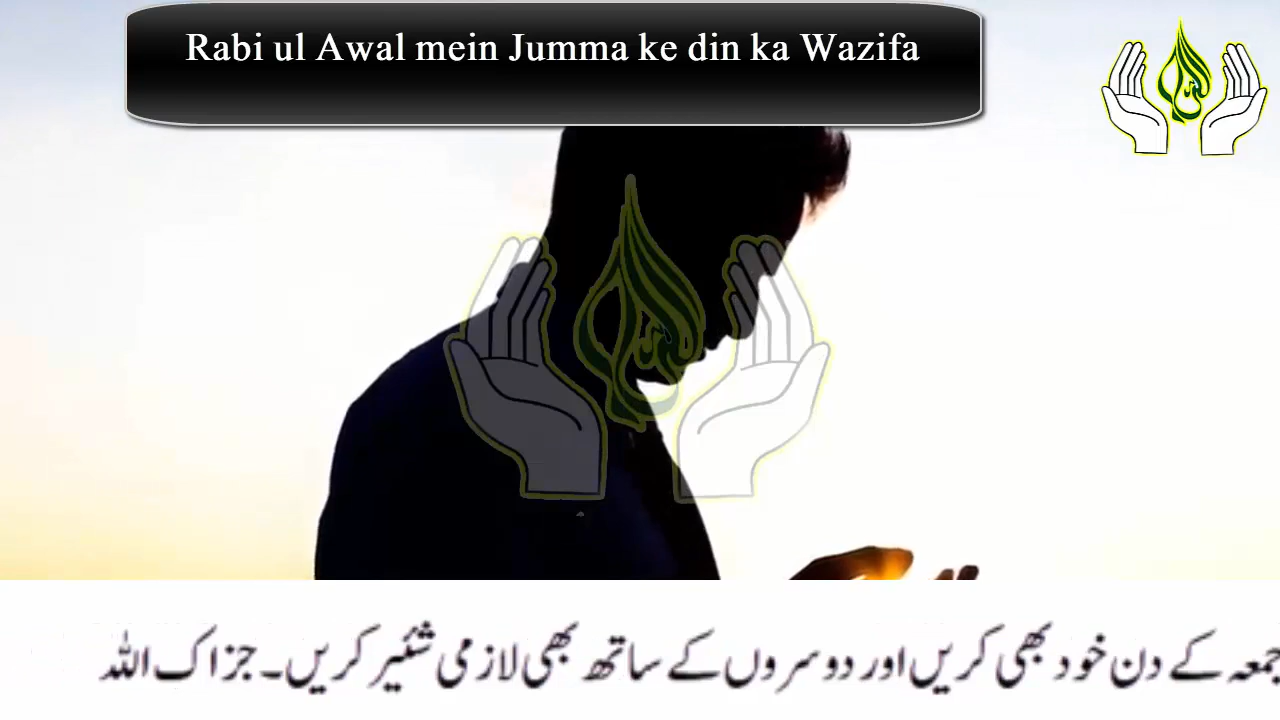 Rabi ul Awal mein Jumma ke din ka Wazifa
جمعہ کے دن خود بھی کریں اور دوسروں کے ساتھ بھی لازمی شئیر کریں۔ جزاک اللہ